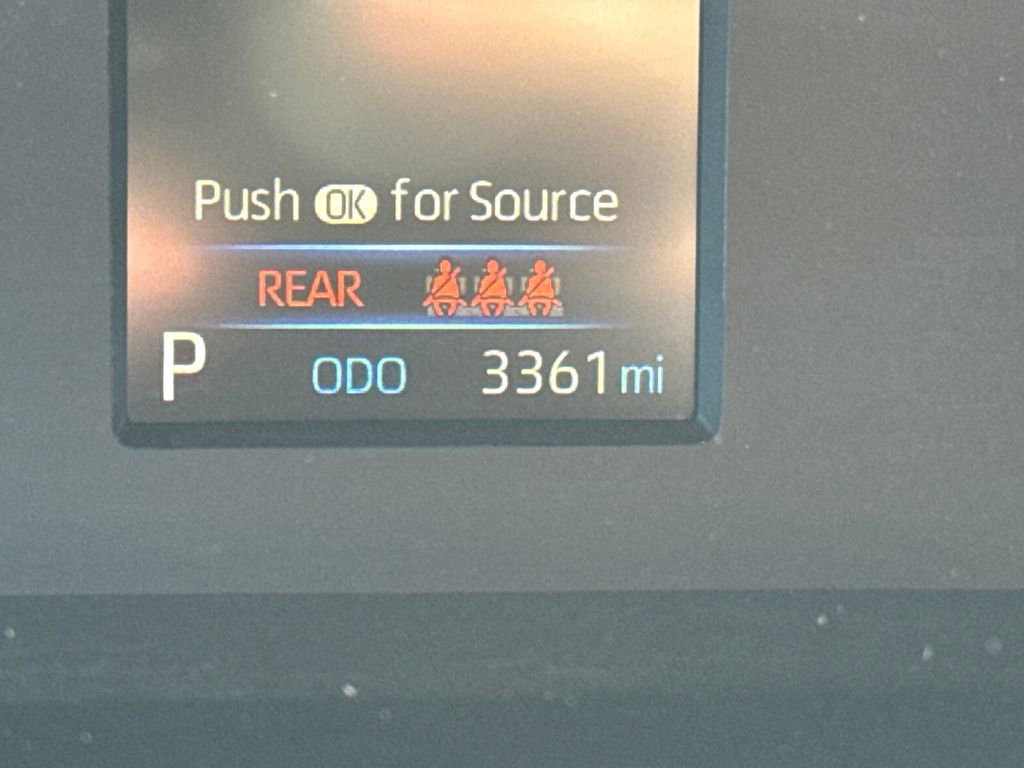 Push OK for Source
REAR
P ODO 3361 mi